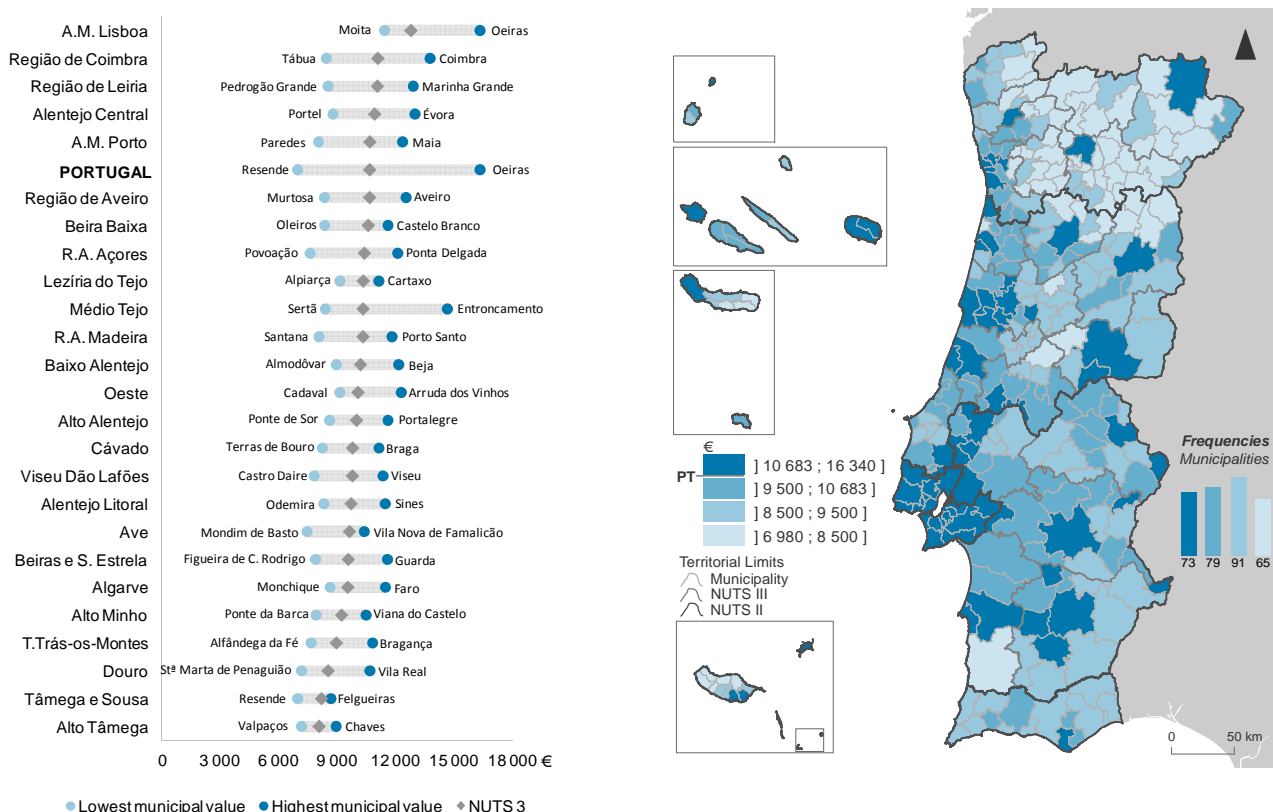 A.M. Lisboa Moita Oeiras
Região de Coimbra Tábua Coimbra
Região de Leiria Pedrogão Grande Marinha Grande
Alentejo Central Portel Évora
A.M. Porto Paredes Maia
PORTUGAL Resende Oeiras
Região de Aveiro Murtosa Aveiro
Beira Baixa Oleiros Castelo Branco
R.A. Açores Povoação Ponta Delgada
Lezíria do Tejo Alpiarça Cartaxo
Médio Tejo Sertã Entroncamento
R.A. Madeira Santana Porto Santo
Baixo Alentejo Almodôvar Beja
Oeste Cadaval Arruda dos Vinhos
Alto Alentejo Ponte de Sor Portalegre
Cávado Terras de Bouro Braga
Viseu Dão Lafões Castro Daire Viseu
Alentejo Litoral Odemira Sines
Ave Mondim de Basto Vila Nova de Famalicão
Beiras e S. Estrela Figueira de C. Rodrigo Guarda
Algarve Monchique Faro
Alto Minho Ponte da Barca Viana do Castelo
T.Trás-os-Montes Alfândega da Fé Bragança
Douro Stª Marta de Penaguião Vila Real
Tâmega e Sousa Resende Felgueiras
Alto Tâmega Valpaços Chaves
0 3 000 6 000 9 000 12 000 15 000 18 000 €
Lowest municipal value Highest municipal value NUTS 3
€
] 10 683 ; 16 340 ]
PT
] 9 500 ; 10 683 ]
] 8 500 ; 9 500 ]
] 6 980 ; 8 500 ]
Territorial Limits
Municipality
NUTS III
NUTS II
Frequencies
Municipalities
73 79 91 65
0 50 km